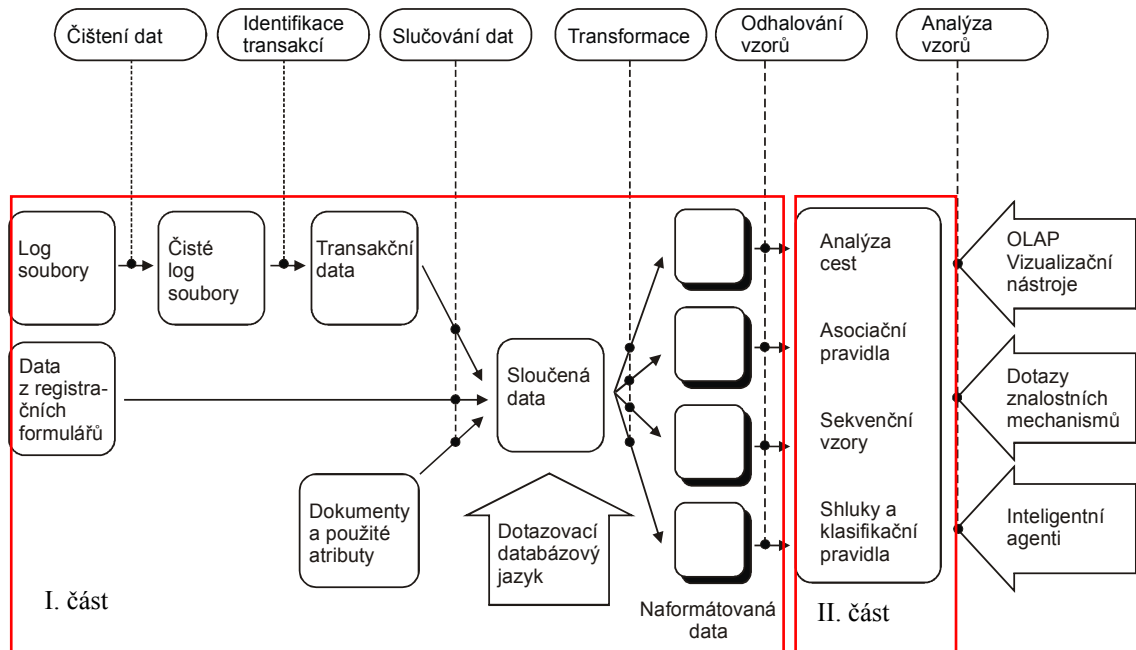 Čištení dat
Identifikace
transakcí
Slučování dat
Transformace
Odhalování
vzorů
Analýza
vzorů
Log
soubory
Čisté
log
soubory
Transakční
data
Data
z registra-
čních
formulářů
Dokumenty
a použité
atributy
Sloučená
data
Dotazovací
databázový
jazyk
Naformátovaná
data
I. část
Analýza
cest
Asociační
pravidla
Sekvenční
vzory
Shluky a
klasifikační
pravidla
II. část
OLAP
Vizualizační
nástroje
Dotazy
znalostních
mechanismů
Inteligentní
agenti